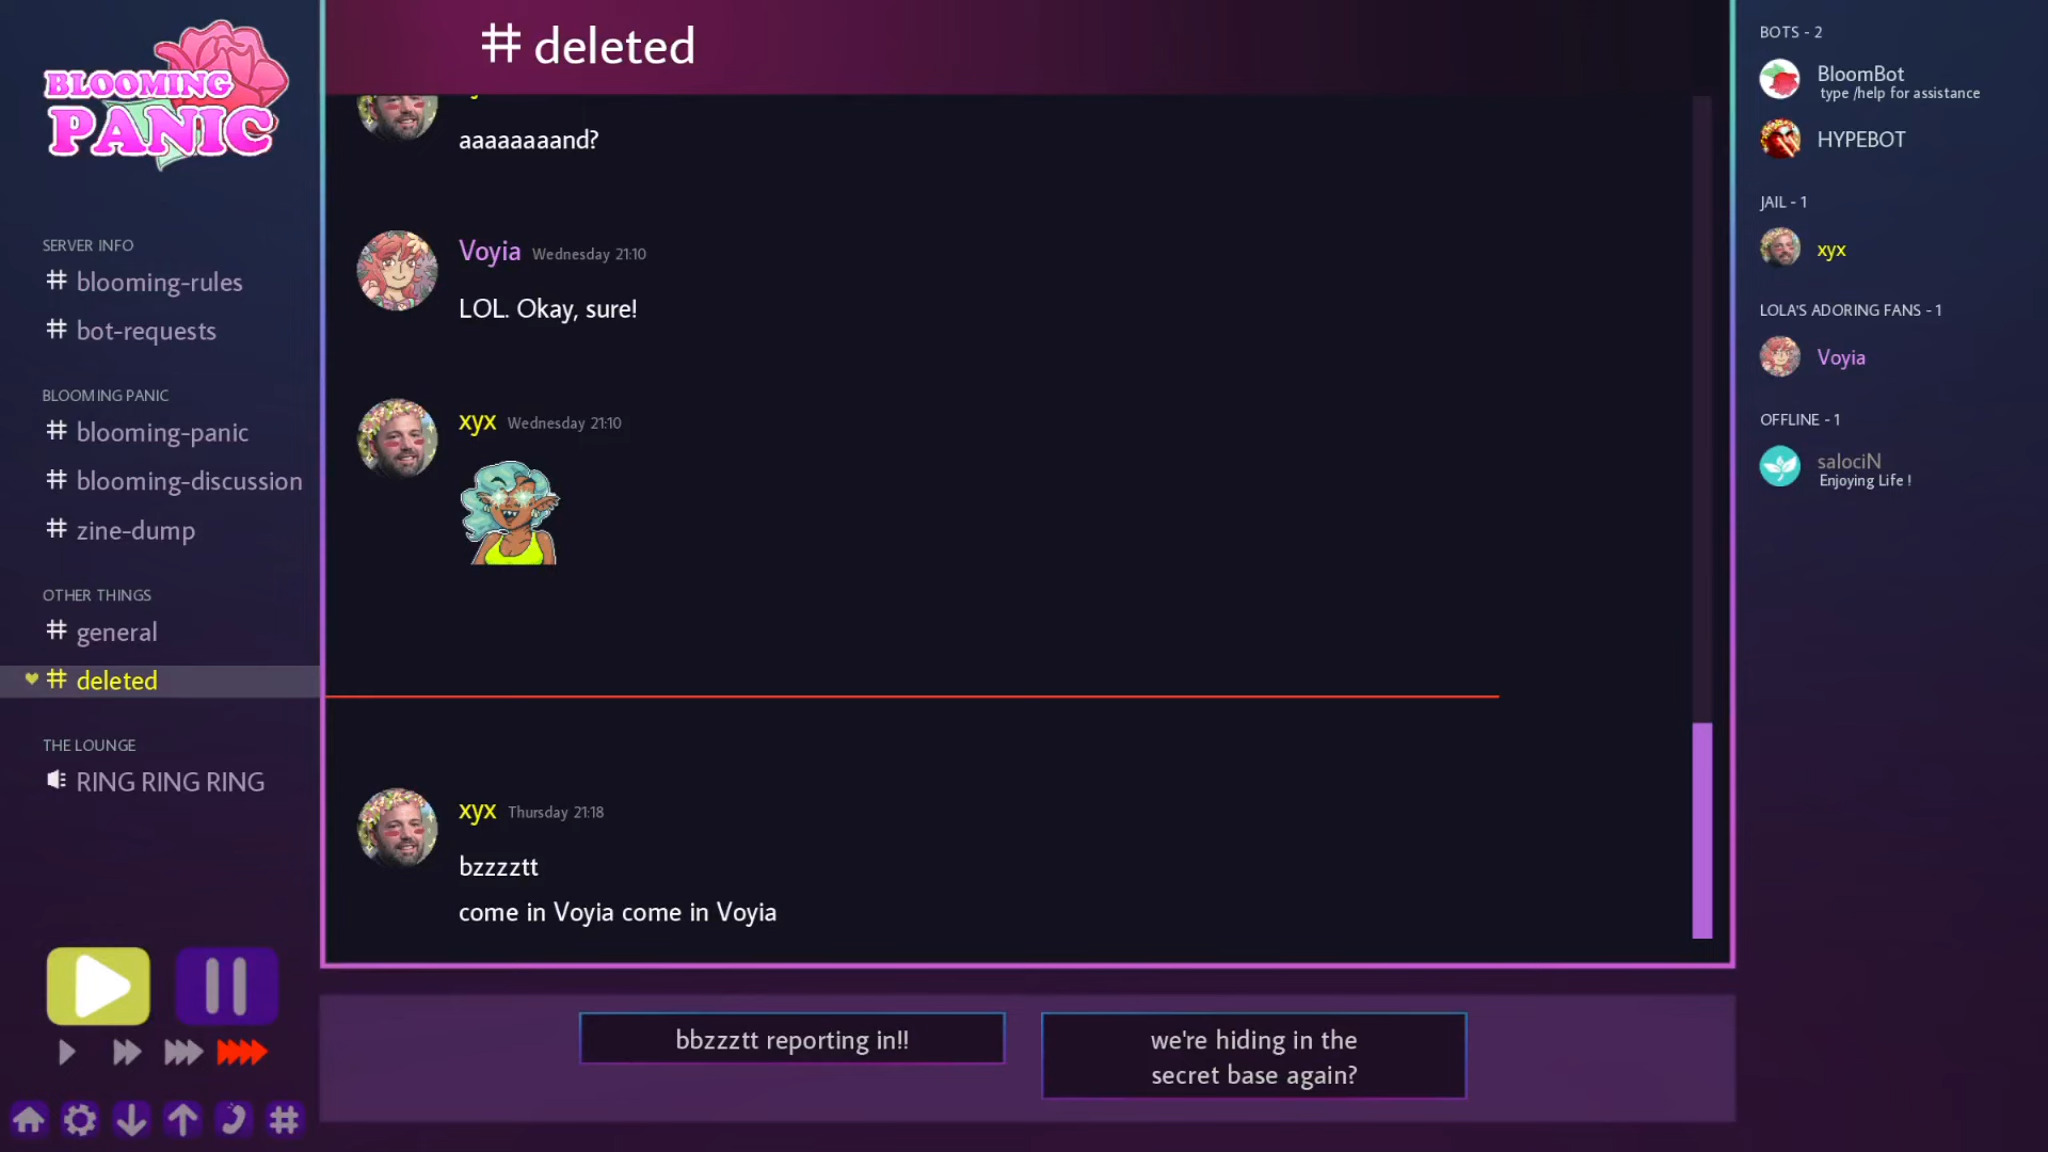 BLOOMING
PANIC
SERVER INFO
# blooming-rules
# bot-requests
BLOOMING PANIC
# blooming-panic
# blooming-discussion
# zine-dump
OTHER THINGS
# general
# deleted
THE LOUNGE
RING RING RING
# deleted
aaaaaaaand?
Voyia Wednesday 21:10
LOL. Okay, sure!
xyx Wednesday 21:10
xyx Thursday 21:18
bzzzztt
come in Voyia come in Voyia
bbzzztt reporting in!!
we're hiding in the
secret base again?
BOTS - 2
BloomBot
type /help for assistance
HYPEBOT
JAIL - 1
xyx
LOLA'S ADORING FANS - 1
Voyia
OFFLINE - 1
salociN
Enjoying Life !